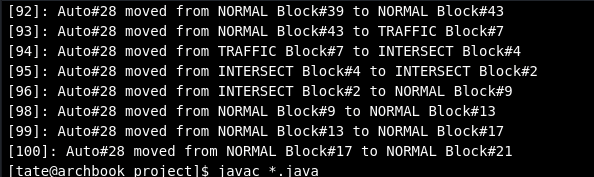 [92]: Auto#28 moved from NORMAL Block#39 to NORMAL Block#43
[93]: Auto#28 moved from NORMAL Block#43 to TRAFFIC Block#7
[94]: Auto#28 moved from TRAFFIC Block#7 to INTERSECT Block#4
[95]: Auto#28 moved from INTERSECT Block#4 to INTERSECT Block#2
[96]: Auto#28 moved from INTERSECT Block#2 to NORMAL Block#9
[98]: Auto#28 moved from NORMAL Block#9 to NORMAL Block#13
[99]: Auto#28 moved from NORMAL Block#13 to NORMAL Block#17
[100]: Auto#28 moved from NORMAL Block#17 to NORMAL Block#21
[tate@archbook project]$ javac *.java